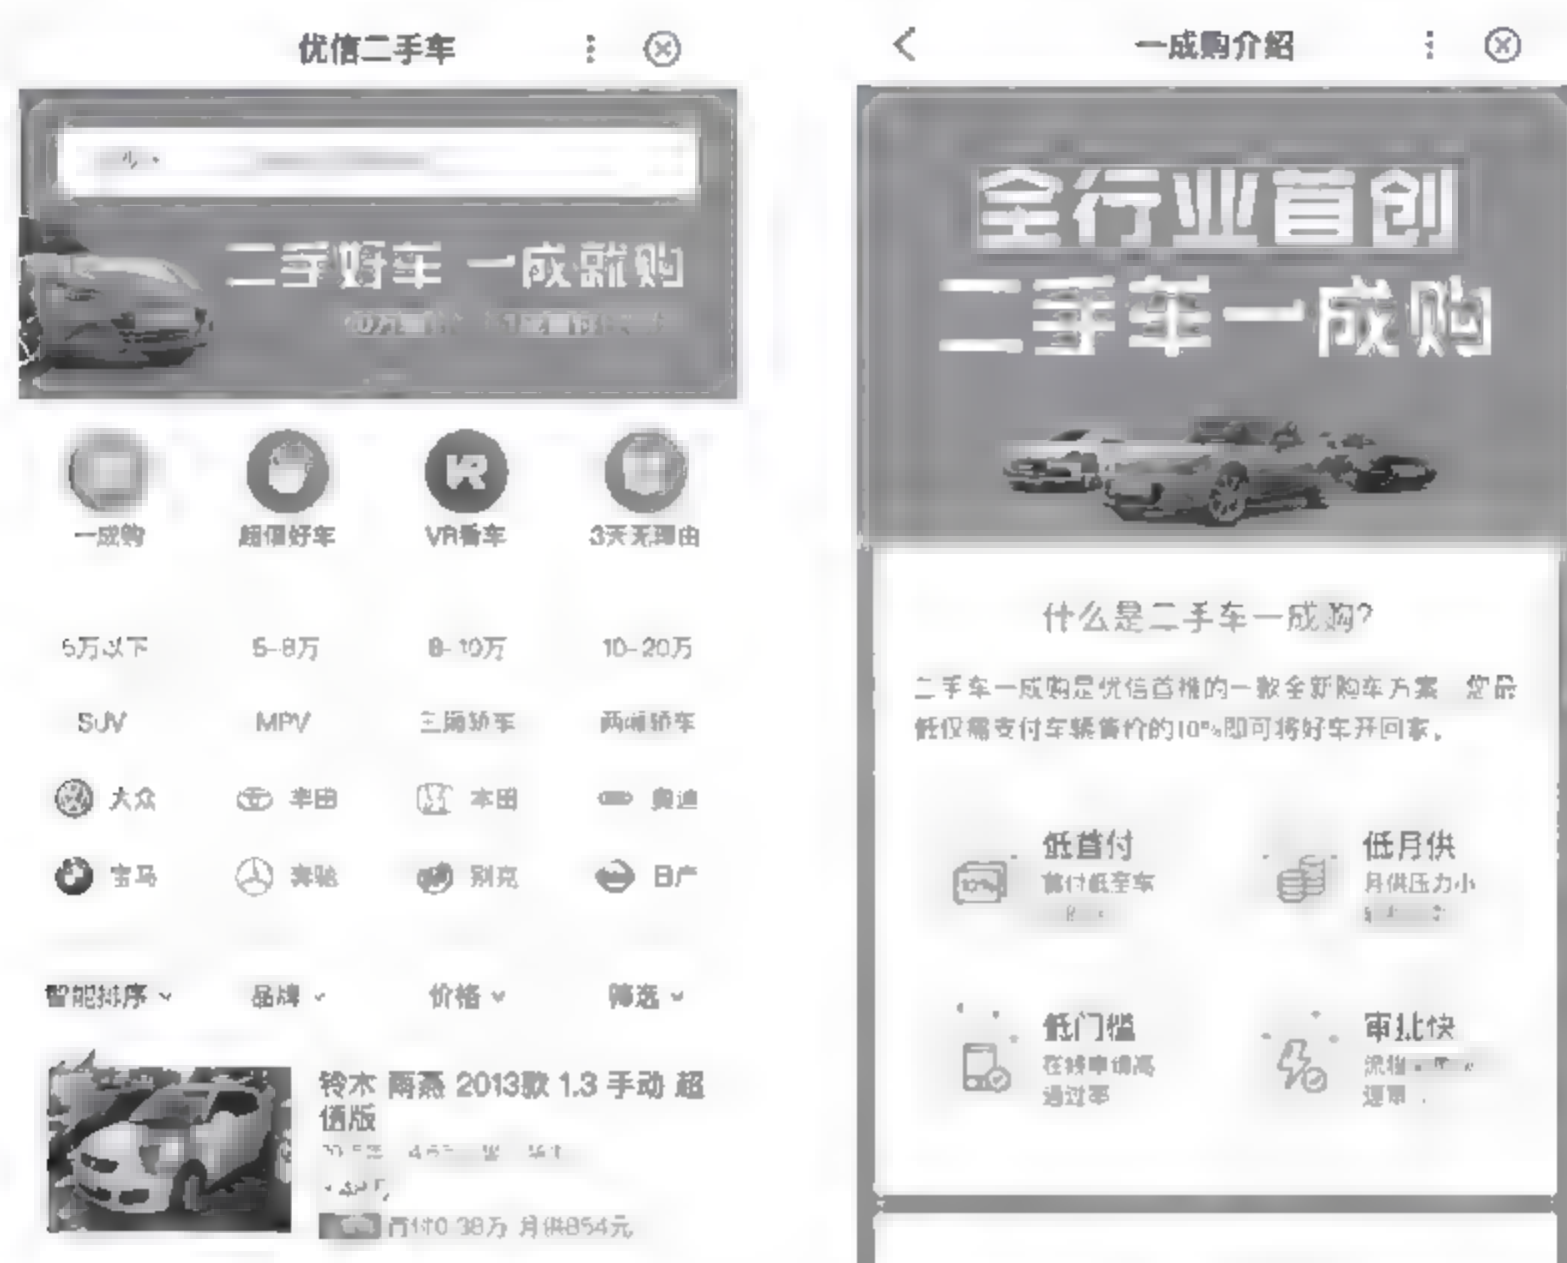 优信二手车
二手好车 一成就购
一成购 超值好车 VR看车 3天无理由
5万以下 5-8万 8-10万 10-20万
SUV MPV 三厢轿车 两厢轿车
大众 丰田 本田 奥迪
宝马 奔驰 别克 日产
智能排序 品牌 价格 筛选
铃木 雨燕 2013款 1.3 手动 超
值版
首付0.38万 月供854元
一成购介绍
全行业首创
二手车一成购
什么是二手车一成购?
二手车一成购是优信首推的一款全新购车方案 您最
低仅需支付车辆售价的10%即可将好车开回家。
低首付
首付低至车
低月供
月供压力小
10%
低门槛
在线申请高
通过率
审批快
流程